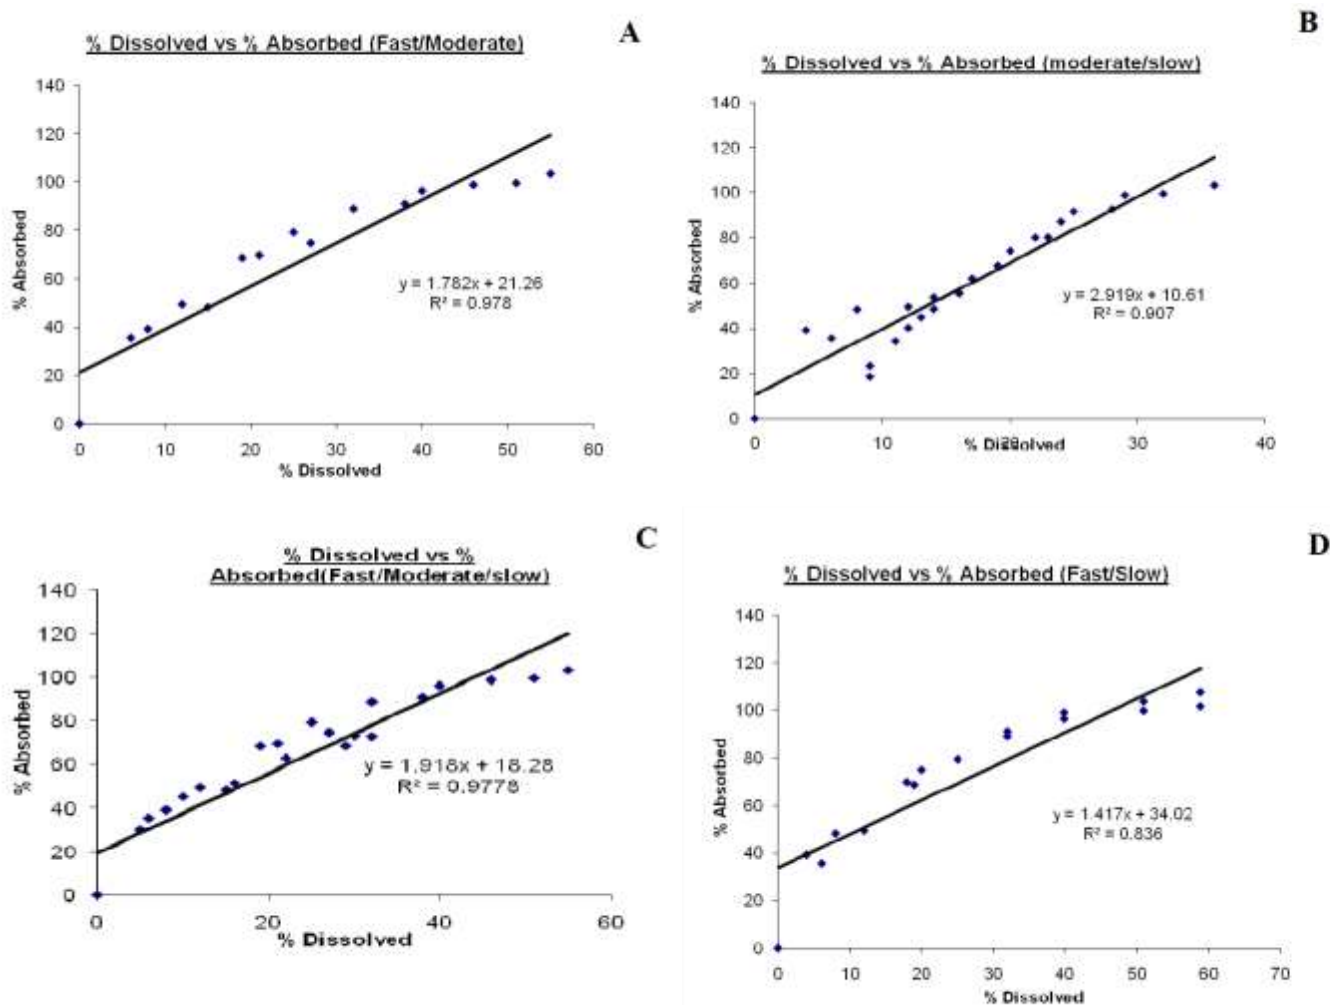 A
% Dissolved vs % Absorbed (Fast/Moderate)
140
120
100
80
60
40
20
0
% Absorbed
y = 1.782x + 21.26
R² = 0.978
0 10 20 30 40 50 60
% Dissolved
B
% Dissolved vs % Absorbed (moderate/slow)
140
120
100
80
60
40
20
0
% Absorbed
y = 2.919x + 10.61
R² = 0.907
0 10 20 30 40
% Dissolved
C
% Dissolved vs %
Absorbed(Fast/Moderate/slow)
140
120
100
80
60
40
20
0
% Absorbed
y = 1.918x + 18.28
R² = 0.9778
0 20 40 60
% Dissolved
D
% Dissolved vs % Absorbed (Fast/Slow)
140
120
100
80
60
40
20
0
% Absorbed
y = 1.417x + 34.02
R² = 0.836
0 10 20 30 40 50 60 70
% Dissolved